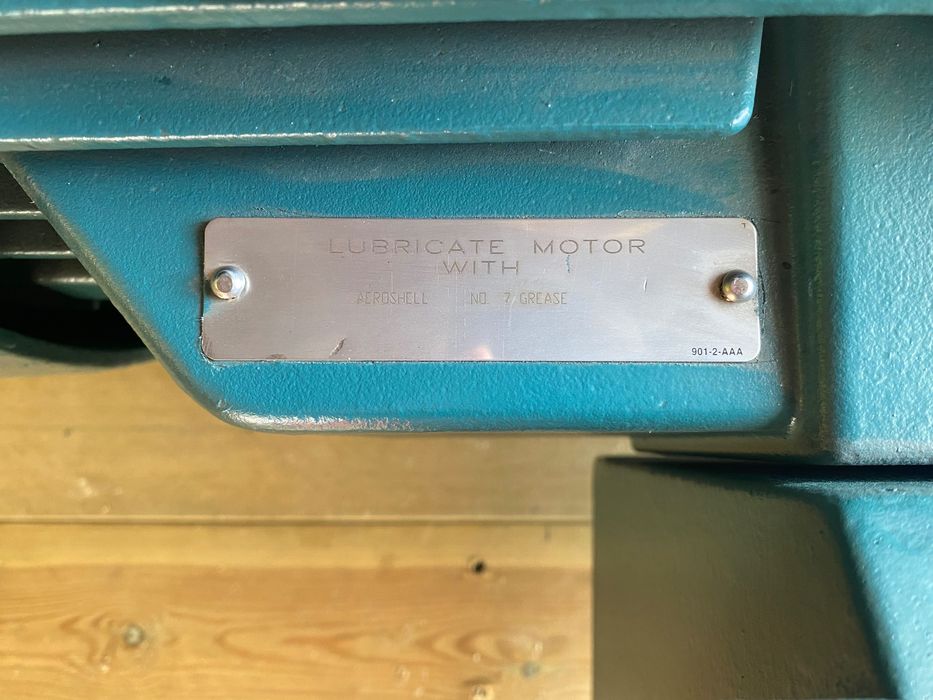 LUBRICATE MOTOR
WITH
AEROSHELL NO. 7 GREASE
901-2-AAA